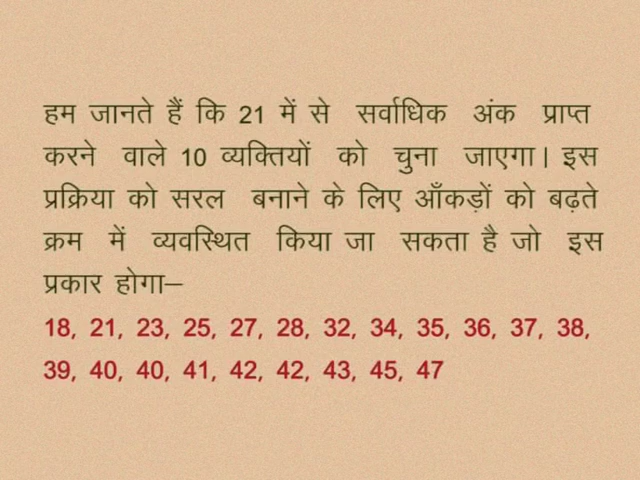 हम जानते हैं कि 21 में से सर्वाधिक अंक प्राप्त
करने वाले 10 व्यक्तियों को चुना जाएगा। इस
प्रक्रिया को सरल बनाने के लिए आँकड़ों को बढ़ते
क्रम में व्यवस्थित किया जा सकता है जो इस
प्रकार होगा–
18, 21, 23, 25, 27, 28, 32, 34, 35, 36, 37, 38,
39, 40, 40, 41, 42, 42, 43, 45, 47